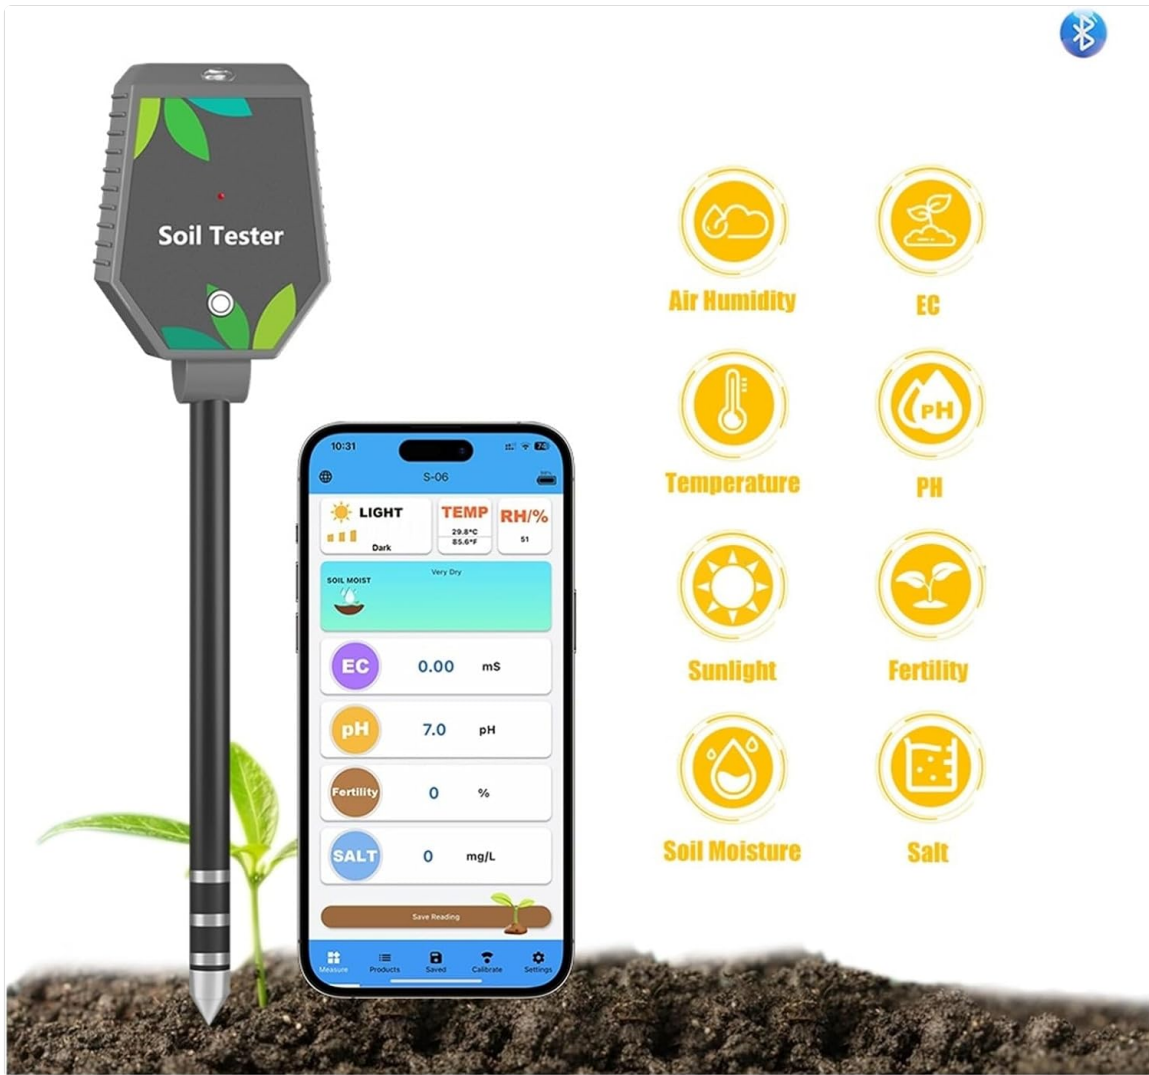 Soil Tester
10:31
74
S-06
LIGHT
Dark
TEMP
29.8°C
85.6°F
RH/%
51
Very Dry
SOIL MOIST
EC
0.00 mS
pH
7.0 pH
Fertility
0 %
SALT
0 mg/L
Save Reading
Measure Products Saved Calibrate Settings
Air Humidity
EC
Temperature
PH
PH
Sunlight
Fertility
Soil Moisture
Salt